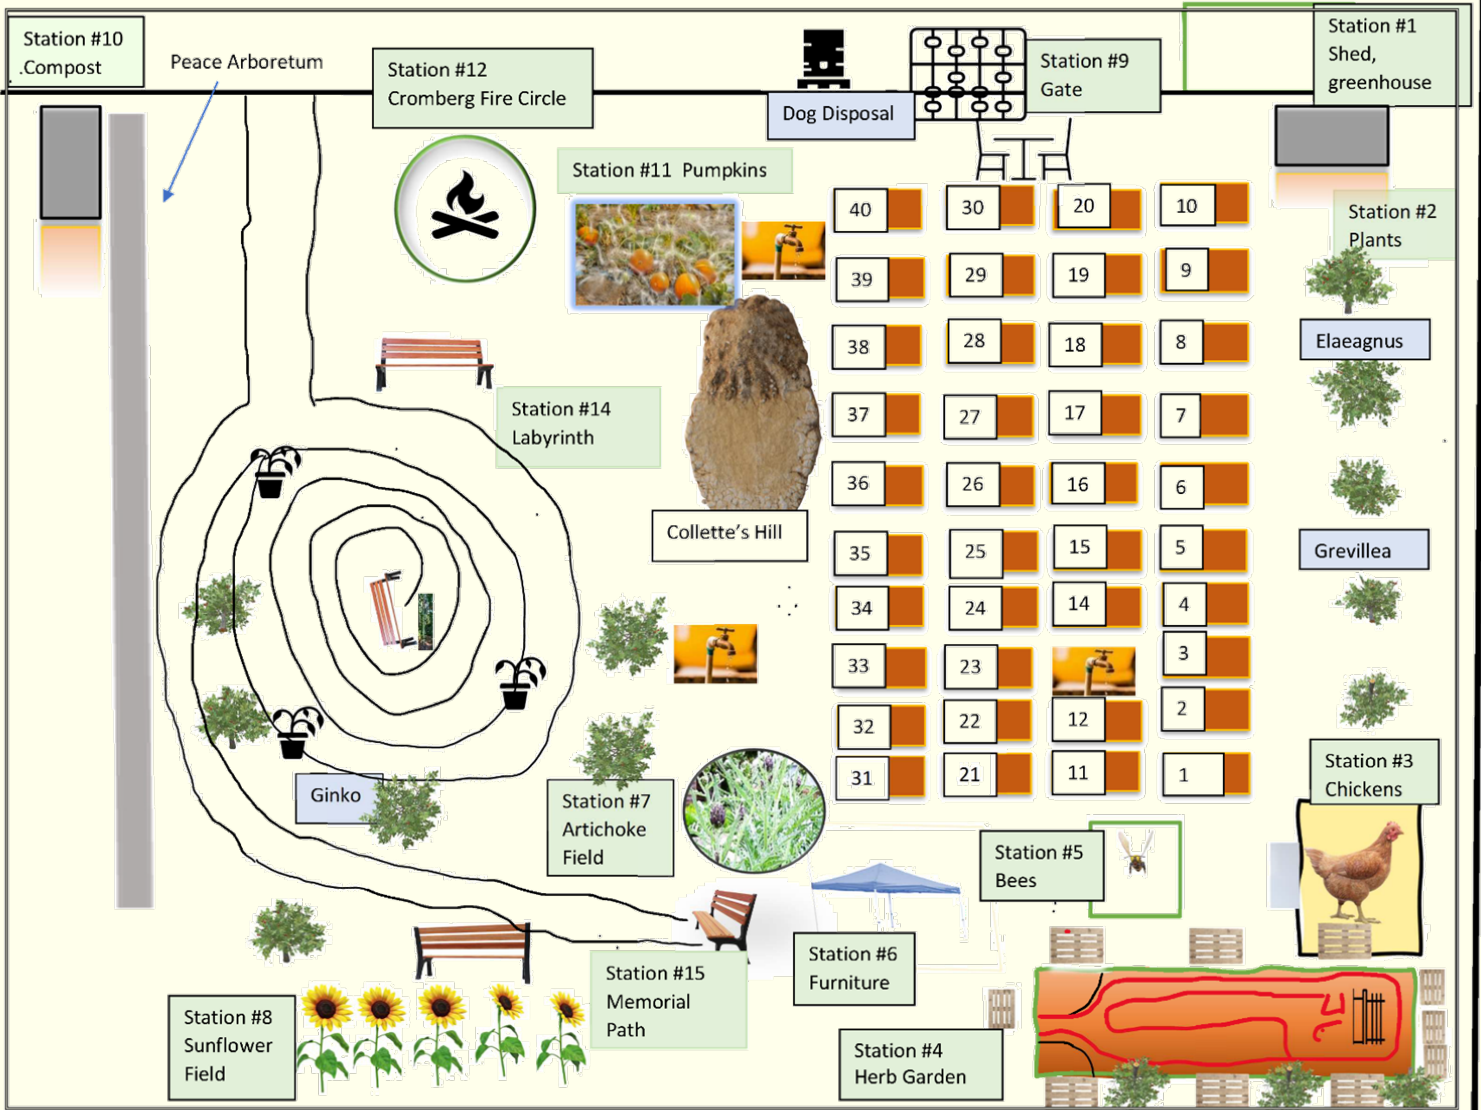 Station #10
.Compost
Peace Arboretum
Station #12
Cromberg Fire Circle
Dog Disposal
Station #9
Gate
Station #1
Shed,
greenhouse
Station #11 Pumpkins
Station #2
Plants
40
30
20
10
39
29
19
9
38
28
18
8
Elaeagnus
37
27
17
7
Station #14
Labyrinth
36
26
16
6
Collette's Hill
35
25
15
5
Grevillea
34
24
14
4
33
23
3
32
22
12
2
31
21
11
1
Ginko
Station #7
Artichoke
Field
Station #3
Chickens
Station #5
Bees
Station #6
Furniture
Station #15
Memorial
Path
Station #8
Sunflower
Field
Station #4
Herb Garden